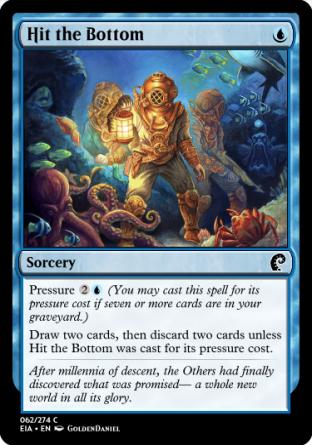 Hit the Bottom
Sorcery
Pressure 2 (You may cast this spell for its
pressure cost if seven or more cards are in your
graveyard.)
Draw two cards, then discard two cards unless
Hit the Bottom was cast for its pressure cost.
After millennia of descent, the Others had finally
discovered what was promised— a whole new
world in all its glory.
062/274 C
EIA • EN GOLDENDANIEL